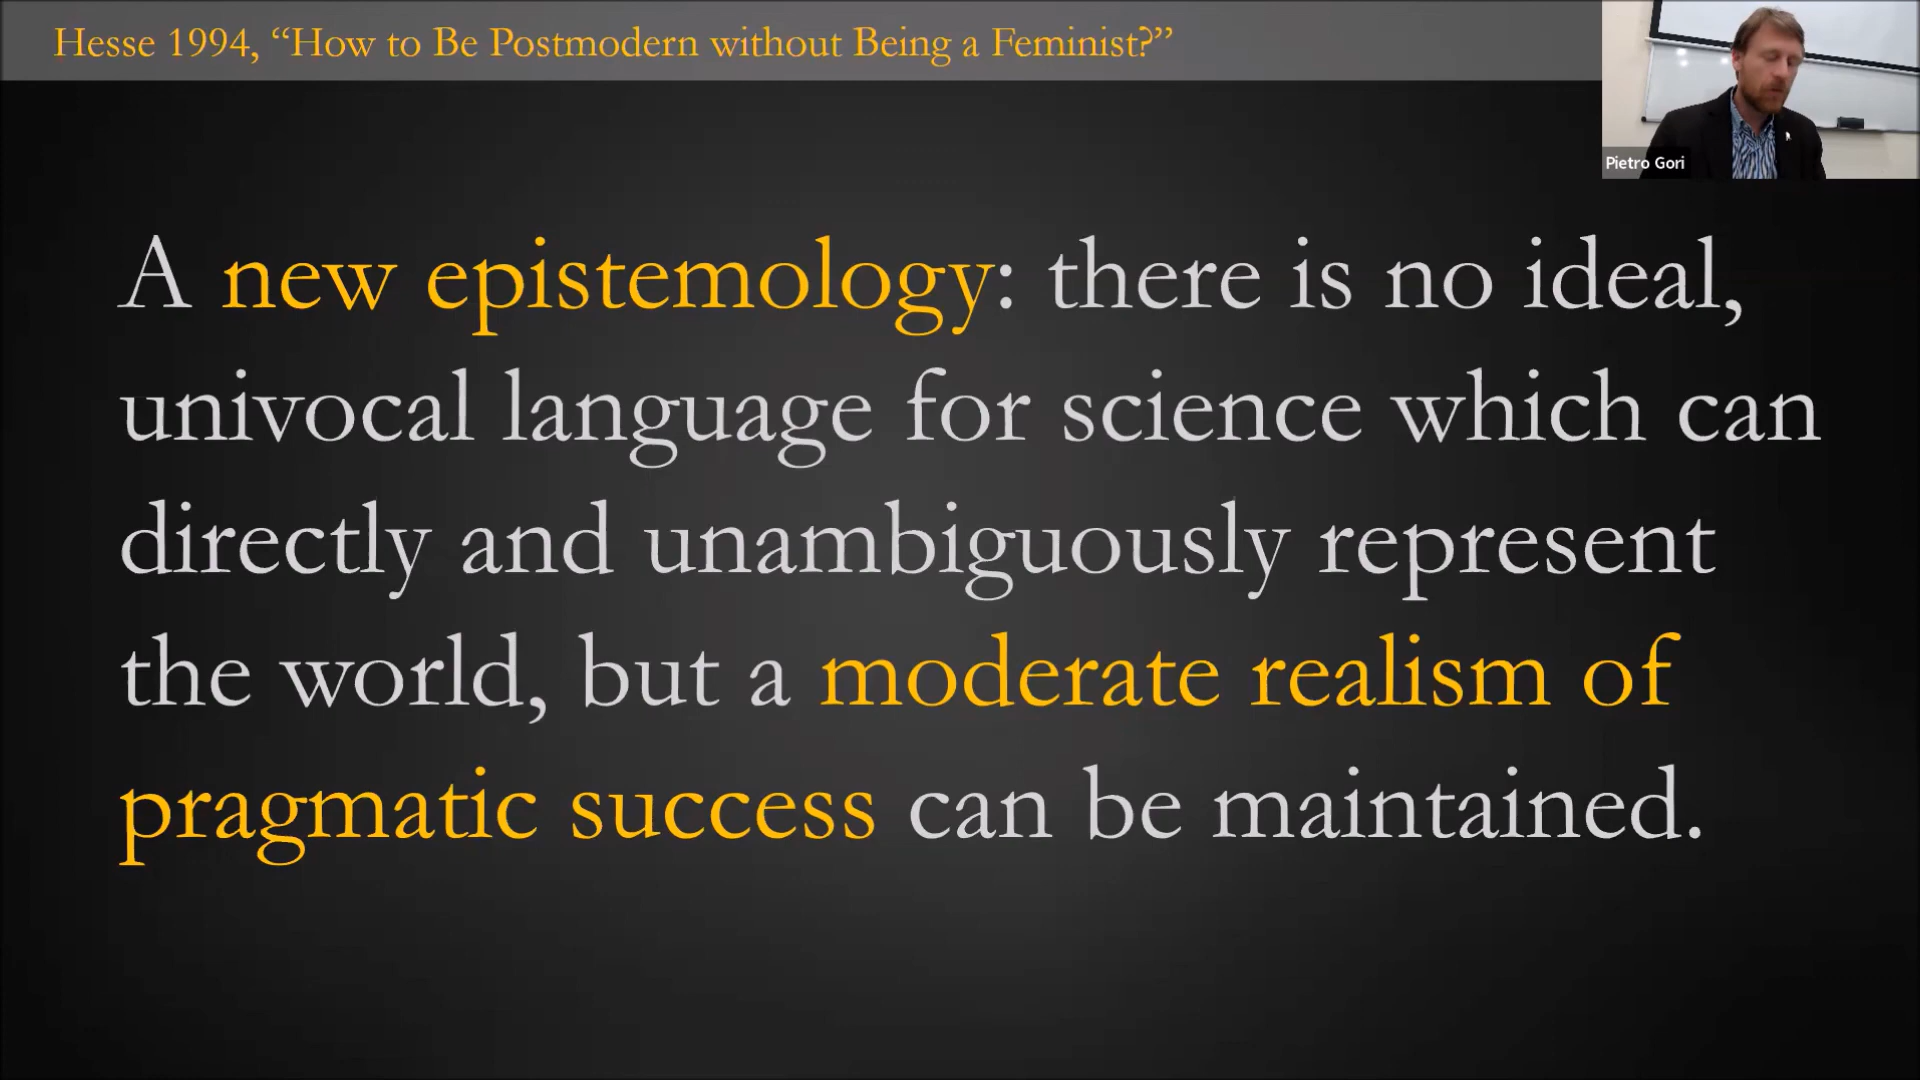 Hesse 1994, “How to Be Postmodern without Being a Feminist?”
Pietro Gori
A new epistemology: there is no ideal,
univocal language for science which can
directly and unambiguously represent
the world, but a moderate realism of
pragmatic success can be maintained.